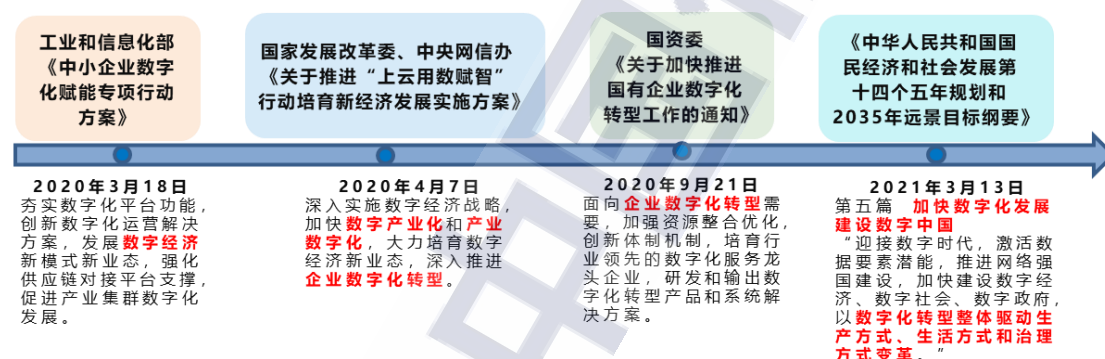 工业和信息化部
《中小企业数字
化赋能专项行动
方案》
国家发展改革委、中央网信办
《关于推进“上云用数赋智”
行动培育新经济发展实施方案》
国资委
《关于加快推进
国有企业数字化
转型工作的通知》
《中华人民共和国国
民经济和社会发展第
十四个五年规划和
2035年远景目标纲要》
2020年3月18日
夯实数字化平台功能,
创新数字化运营解决
方案，发展数字经济
新模式新业态，强化
供应链对接平台支撑,
促进产业集群数字化
发展。
2020年4月7日
深入实施数字经济战略,
加快数字产业化和产业
数字化，大力培育数字
经济新业态，深入推进
企业数字化转型。
2020年9月21日
面向企业数字化转型需
要，加强资源整合优化,
创新体制机制，培育行
业领先的数字化服务龙
头企业，研发和输出数
字化转型产品和系统解
决方案。
2021年3月13日
第五篇 加快数字化发展
建设数字中国
“迎接数字时代，激活数
据要素潜能，推进网络强
国建设，加快建设数字经
济、数字社会、数字政府,
以数字化转型整体驱动生
产方式、生活方式和治理
方式变革。”